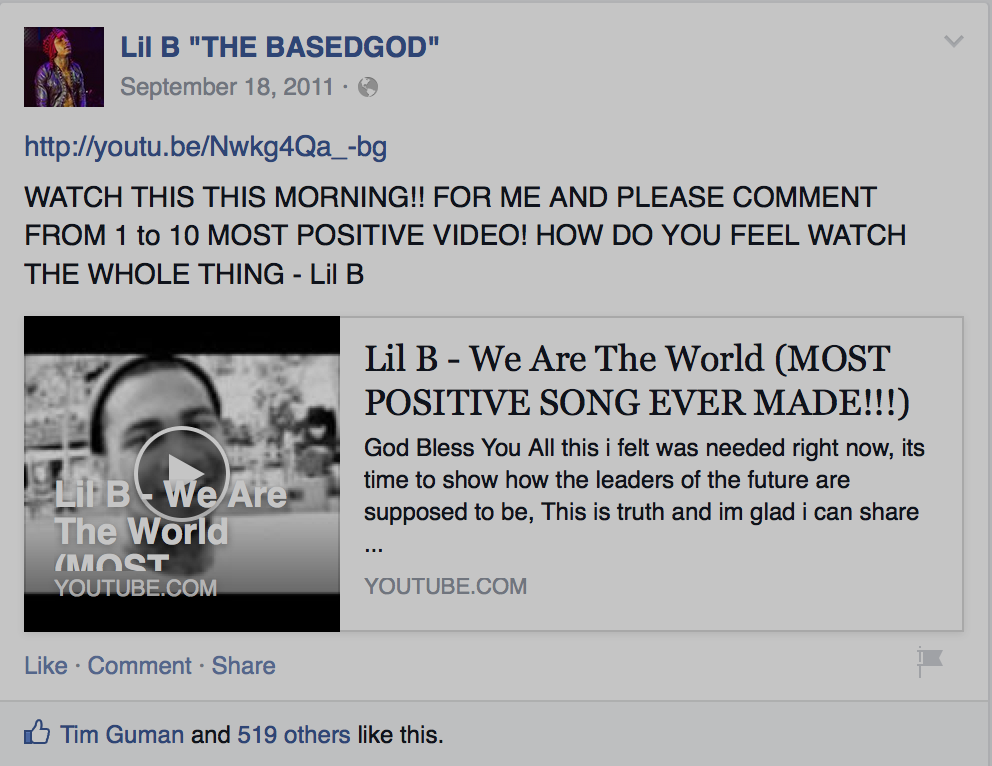 Lil B "THE BASEDGOD"
September 18, 2011 ·
http://youtu.be/Nwkg4Qa_-bg
WATCH THIS THIS MORNING!! FOR ME AND PLEASE COMMENT
FROM 1 to 10 MOST POSITIVE VIDEO! HOW DO YOU FEEL WATCH
THE WHOLE THING - Lil B
Lil B - We Are
The World
(MOST
YOUTUBE.COM
Lil B - We Are The World (MOST
POSITIVE SONG EVER MADE!!!)
God Bless You All this i felt was needed right now, its
time to show how the leaders of the future are
supposed to be, This is truth and im glad i can share
...
YOUTUBE.COM
Like · Comment · Share
Tim Guman and 519 others like this.